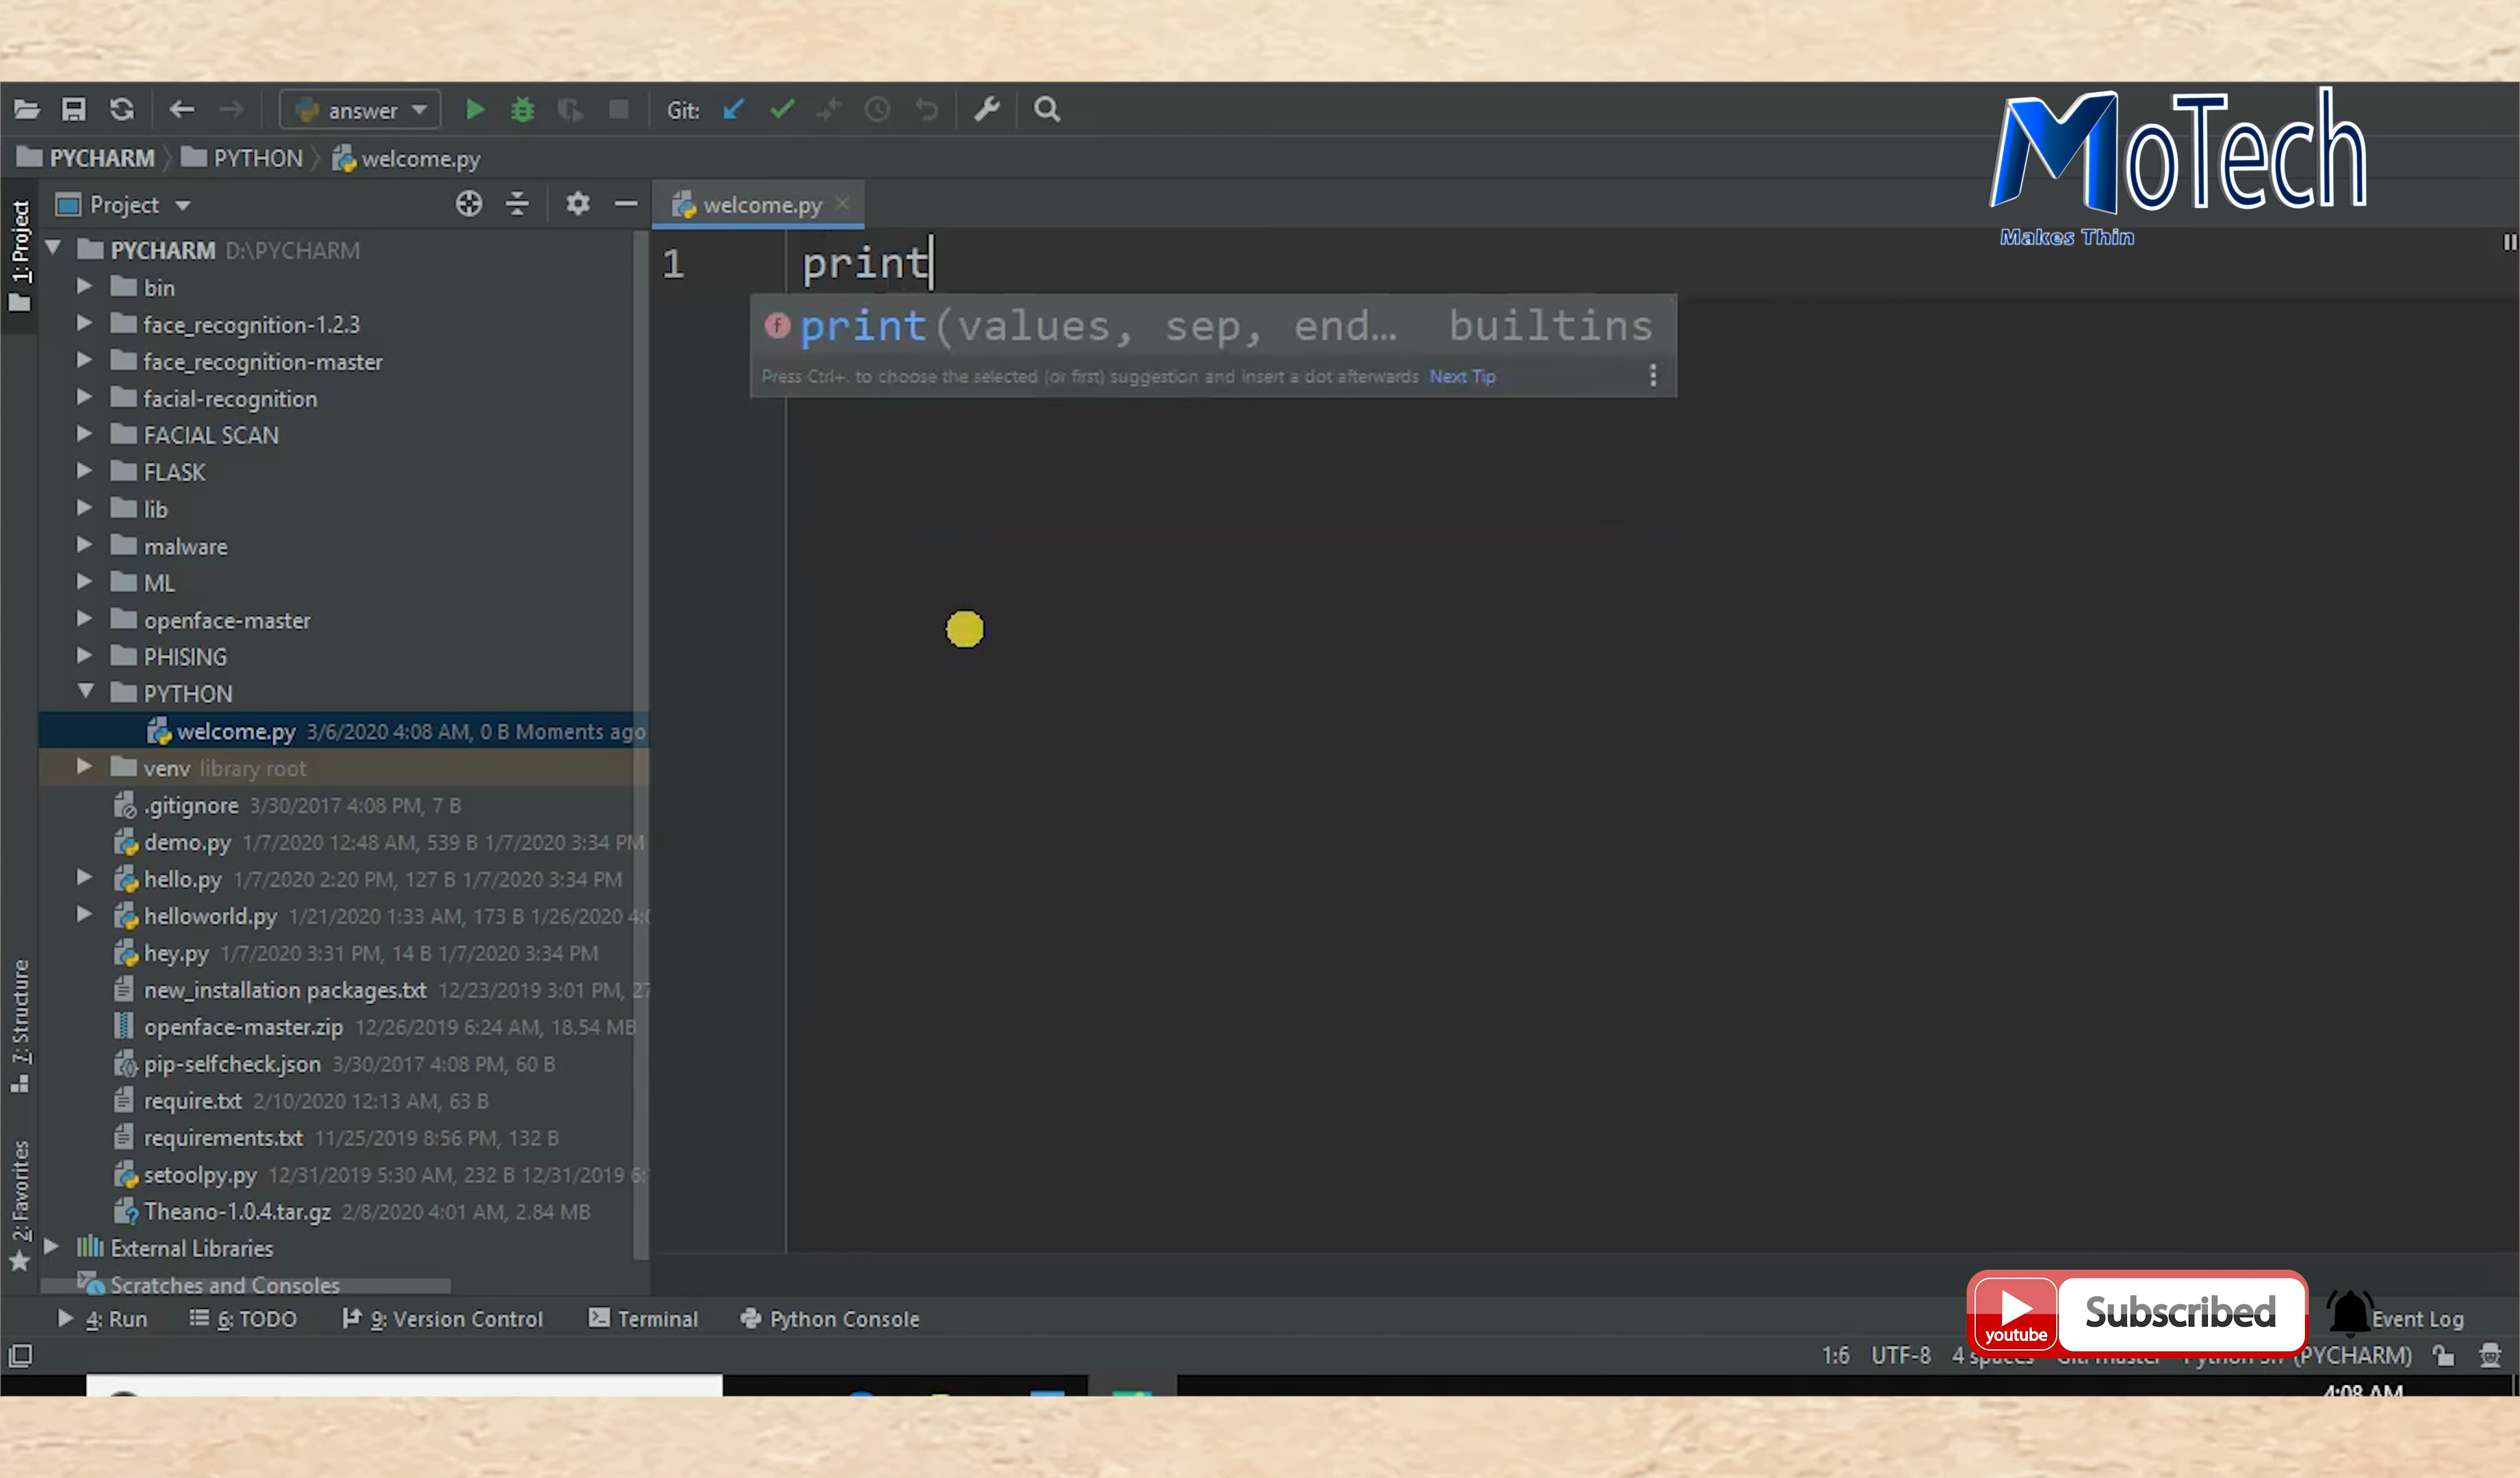 answer
Git:
MoTech
Makes Thin
PYCHARM PYTHON welcome.py
Project
welcome.py
1: Project
PYCHARM D:\PYCHARM
bin
face_recognition-1.2.3
face_recognition-master
facial-recognition
FACIAL SCAN
FLASK
lib
malware
ML
openface-master
PHISING
PYTHON
welcome.py 3/6/2020 4:08 AM, 0 B Moments ago
venv library root
.gitignore 3/30/2017 4:08 PM, 7 B
demo.py 1/7/2020 12:48 AM, 539 B 1/7/2020 3:34 PM
hello.py 1/7/2020 2:20 PM, 127 B 1/7/2020 3:34 PM
helloworld.py 1/21/2020 1:33 AM, 173 B 1/26/2020
hey.py 1/7/2020 3:31 PM, 14 B 1/7/2020 3:34 PM
new_installation packages.txt 12/23/2019 3:01 PM,
openface-master.zip 12/26/2019 6:24 AM, 18.54 MB
pip-selfcheck.json 3/30/2017 4:08 PM, 60 B
require.txt 2/10/2020 12:13 AM, 63 B
requirements.txt 11/25/2019 8:56 PM, 132 B
setoolpy.py 12/31/2019 5:30 AM, 232 B 12/31/2019
Theano-1.0.4.tar.gz 2/8/2020 4:01 AM, 2.84 MB
External Libraries
Scratches and Consoles
7: Structure
2: Favorites
1 print
f print(values, sep, end... builtins
Press Ctrl+. to choose the selected (or first) suggestion and insert a dot afterwards Next Tip
4: Run 6: TODO 9: Version Control Terminal Python Console
youtube Subscribed
Event Log
1:6 UTF-8 4 spaces (PYCHARM)
4:08 AM